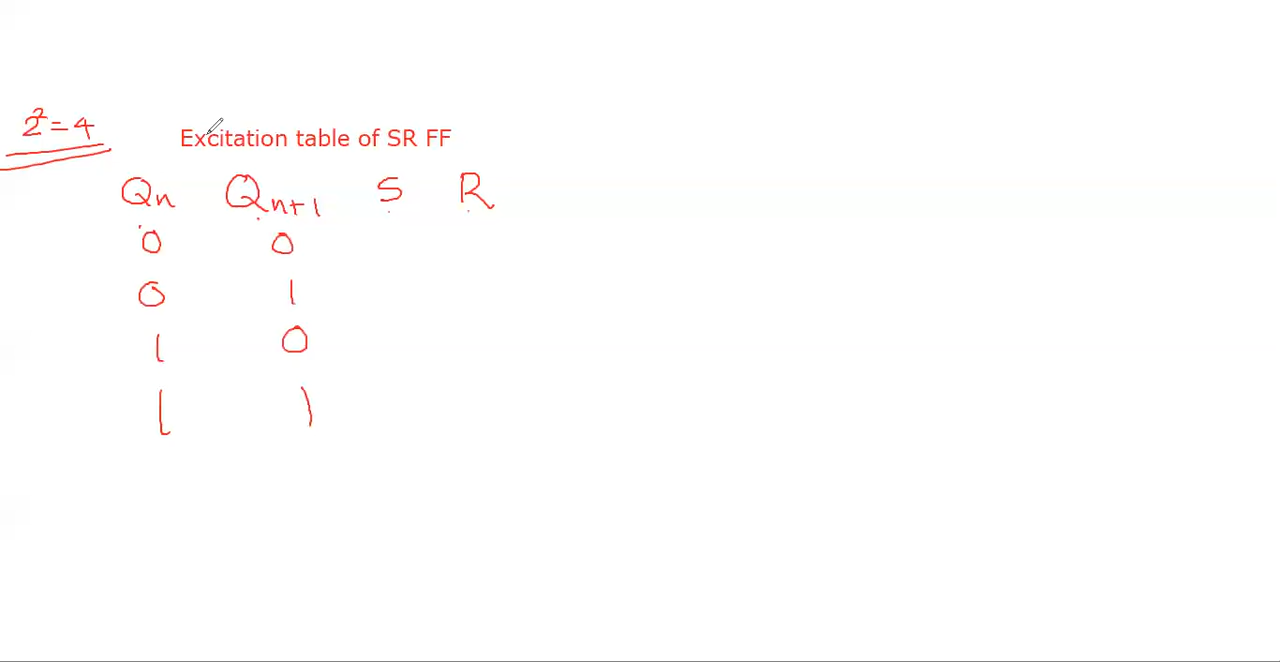 2² = 4
Excitation table of SR FF
Qn Qn+1 S R
0 0
0 1
1 0
1 1